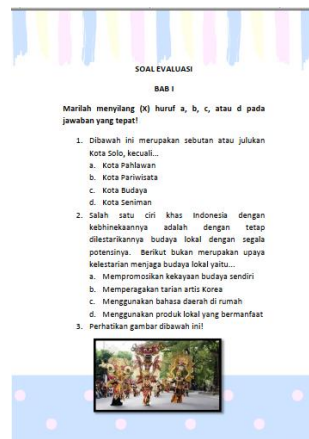 SOAL EVALUASI
BAB I
Marilah menyilang (X) huruf a, b, c, atau d pada
jawaban yang tepat!
1. Dibawah ini merupakan sebutan atau julukan
Kota Solo, kecuali...
a. Kota Pahlawan
b. Kota Pariwisata
c. Kota Budaya
d. Kota Seniman
2. Salah satu ciri khas Indonesia dengan
kebhinekaannya adalah dengan tetap
dilestarikannya budaya lokal dengan segala
potensinya. Berikut bukan merupakan upaya
kelestarian menjaga budaya lokal yaitu...
a. Mempromosikan kekayaan budaya sendiri
b. Memperagakan tarian artis Korea
c. Menggunakan bahasa daerah di rumah
d. Menggunakan produk lokal yang bermanfaat
3. Perhatikan gambar dibawah ini!